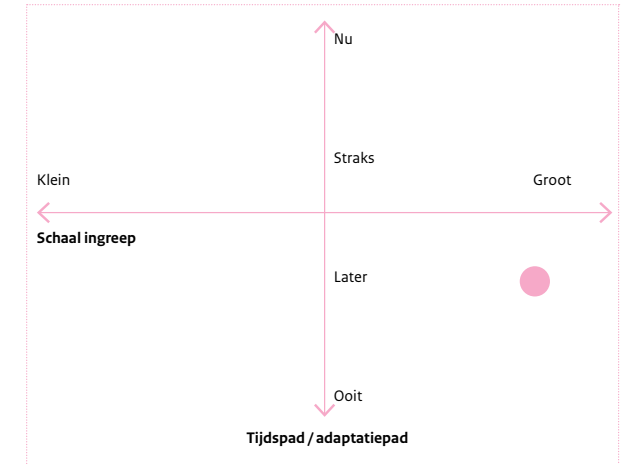 Nu
Straks
Klein
Groot
Schaal ingreep
Later
Ooit
Tijdspad / adaptatiepad